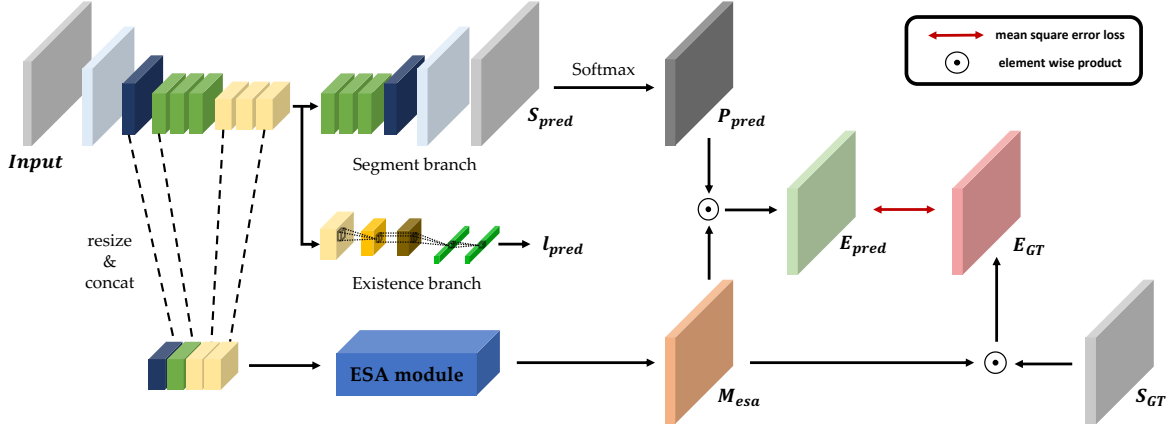 mean square error loss
element wise product
Softmax
Input
S_pred
P_pred
Segment branch
resize
&
concat
l_pred
Existence branch
E_pred
E_GT
ESA module
M_esa
S_GT